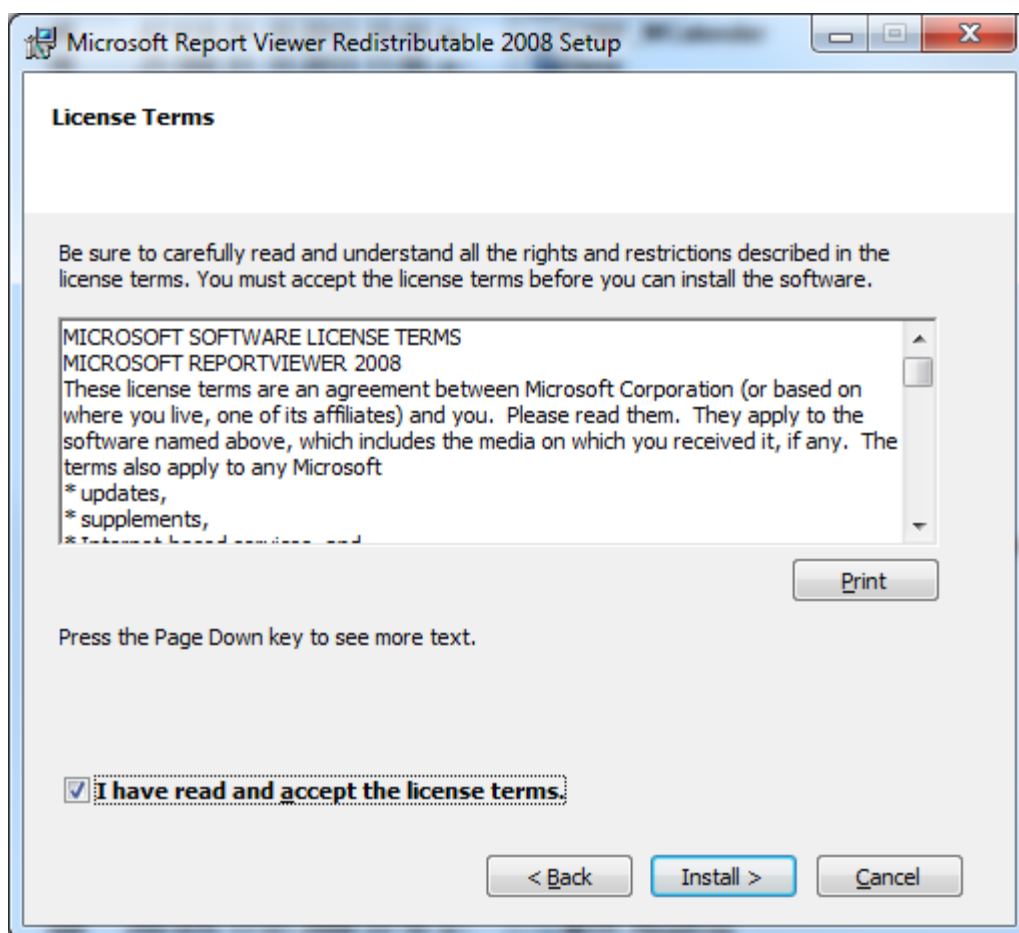 Microsoft Report Viewer Redistributable 2008 Setup
License Terms
Be sure to carefully read and understand all the rights and restrictions described in the
license terms. You must accept the license terms before you can install the software.
MICROSOFT SOFTWARE LICENSE TERMS
MICROSOFT REPORTVIEWER 2008
These license terms are an agreement between Microsoft Corporation (or based on
where you live, one of its affiliates) and you.  Please read them.  They apply to the
software named above, which includes the media on which you received it, if any.  The
terms also apply to any Microsoft
* updates,
* supplements,
* Internet-based services, and
Print
Press the Page Down key to see more text.
I have read and accept the license terms.
< Back
Install >
Cancel